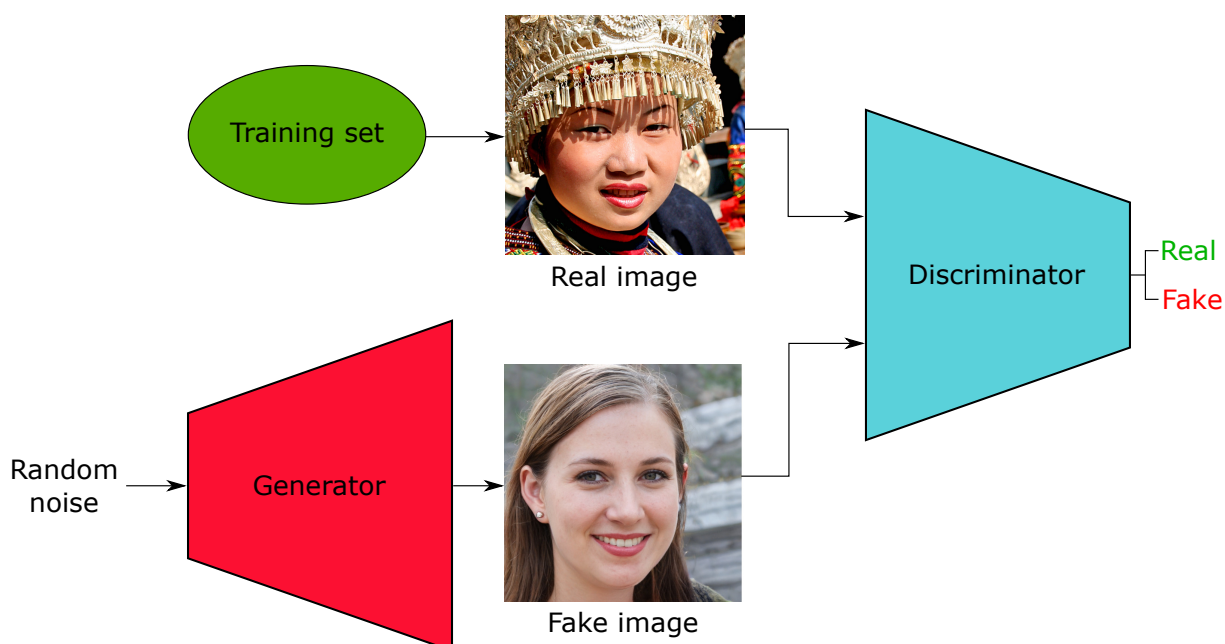 Training set
Real image
Discriminator
Real
Fake
Random
noise
Generator
Fake image